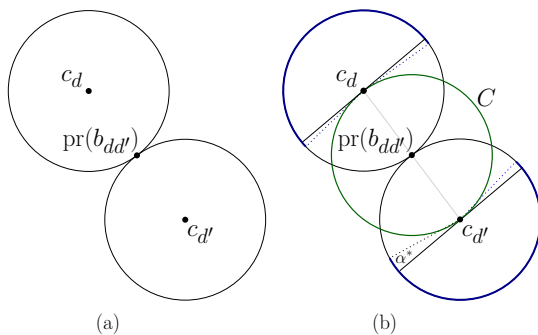 c_d
pr(b_{dd'})
c_{d'}
(a)
c_d
C
pr(b_{dd'})
c_{d'}
α*
(b)